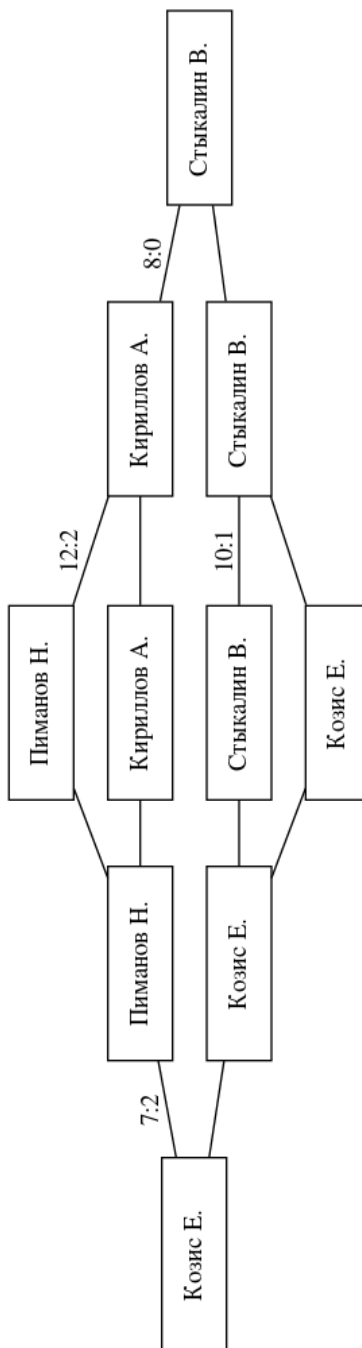 Пиманов Н.
12:2
7:2
8:0
Пиманов Н.
Кириллов А.
Кириллов А.
Козис Е.
Стыкалин В.
10:1
Козис Е.
Стыкалин В.
Стыкалин В.
Козис Е.